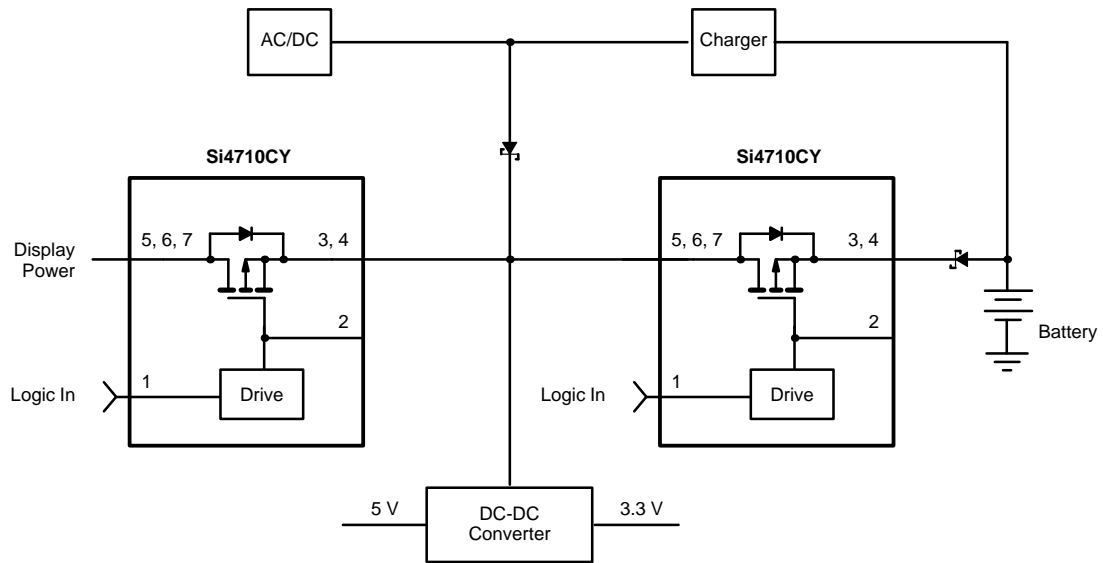 AC/DC
Charger
Si4710CY
Si4710CY
5, 6, 7
3, 4
5, 6, 7
3, 4
Display
Power
2
2
Battery
Logic In
1
Drive
Logic In
1
Drive
5 V
DC-DC
Converter
3.3 V